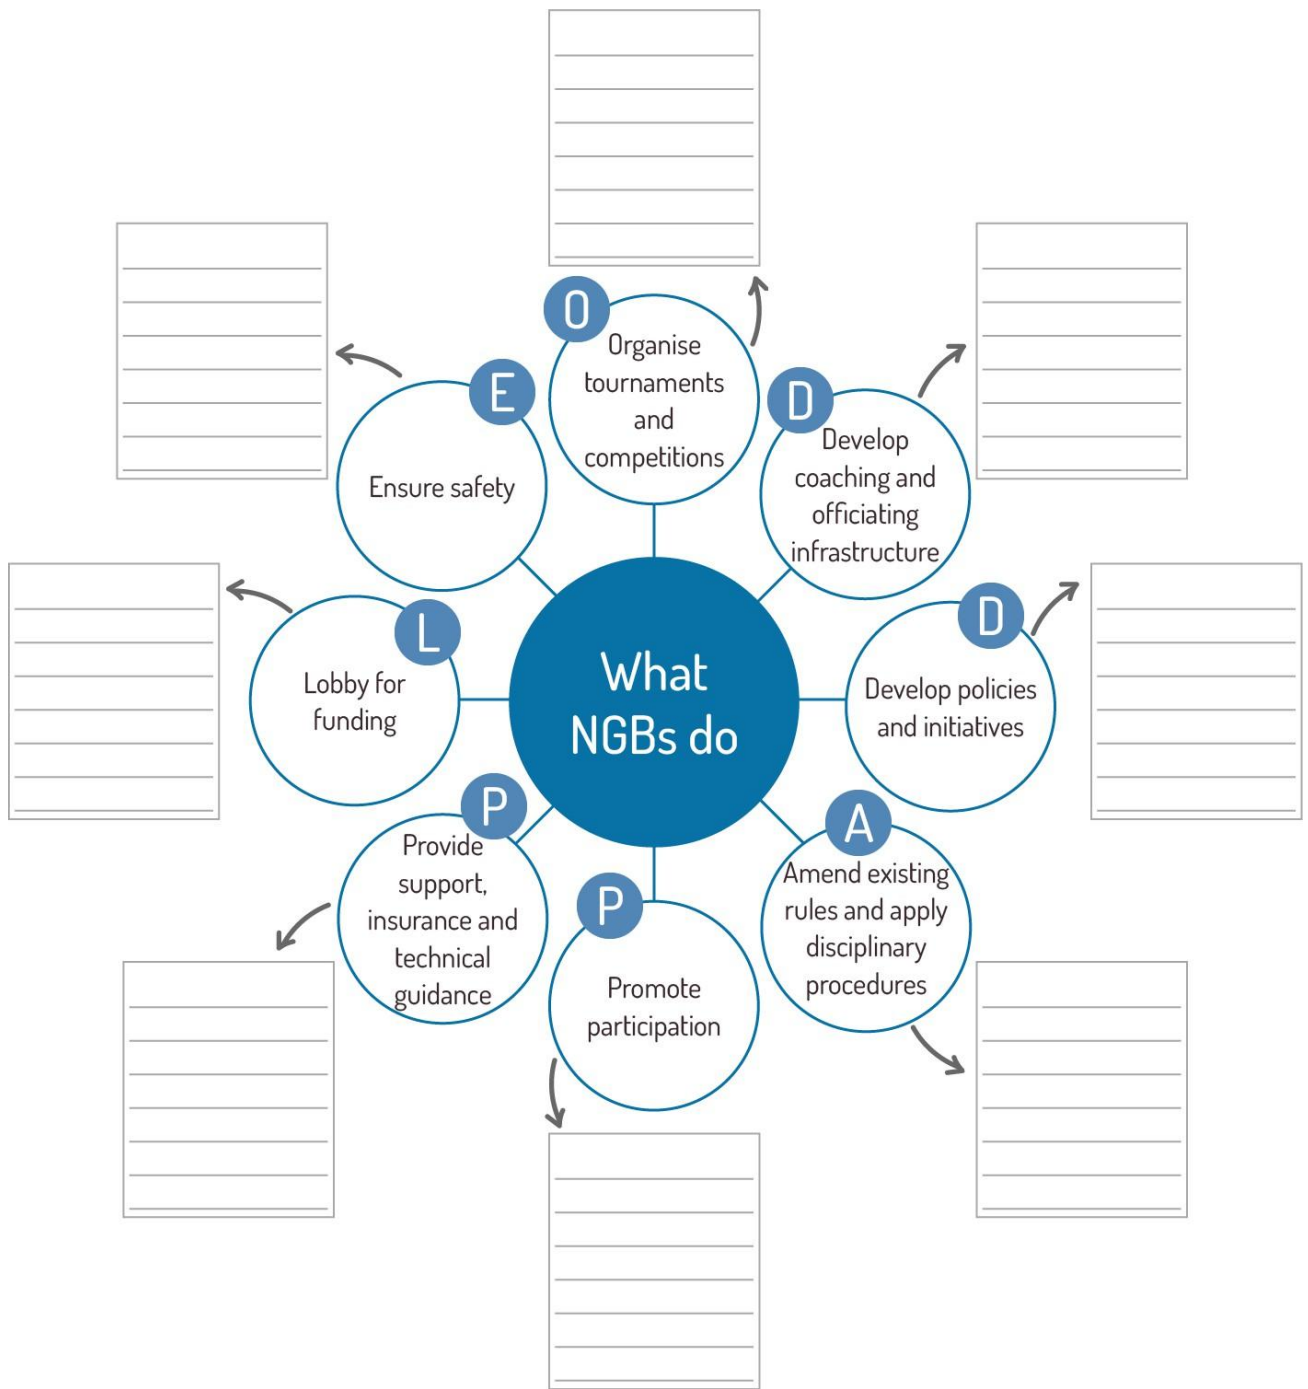 O
Organise
tournaments
and
competitions
D
Develop
coaching and
officiating
infrastructure
D
Develop policies
and initiatives
A
Amend existing
rules and apply
disciplinary
procedures
P
Promote
participation
P
Provide
support,
insurance and
technical
guidance
L
Lobby for
funding
E
Ensure safety
What
NGBs do